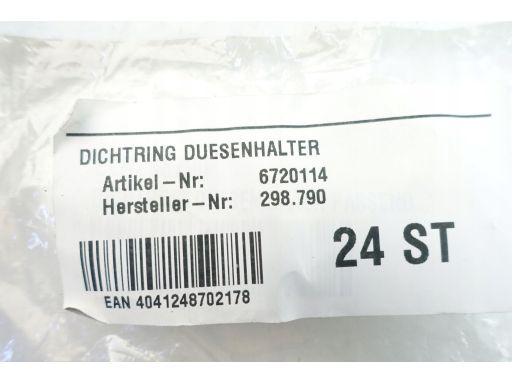 DICHTRING DUESENHALTER
Artikel-Nr: 6720114
Hersteller-Nr: 298.790
24 ST
EAN 4041248702178